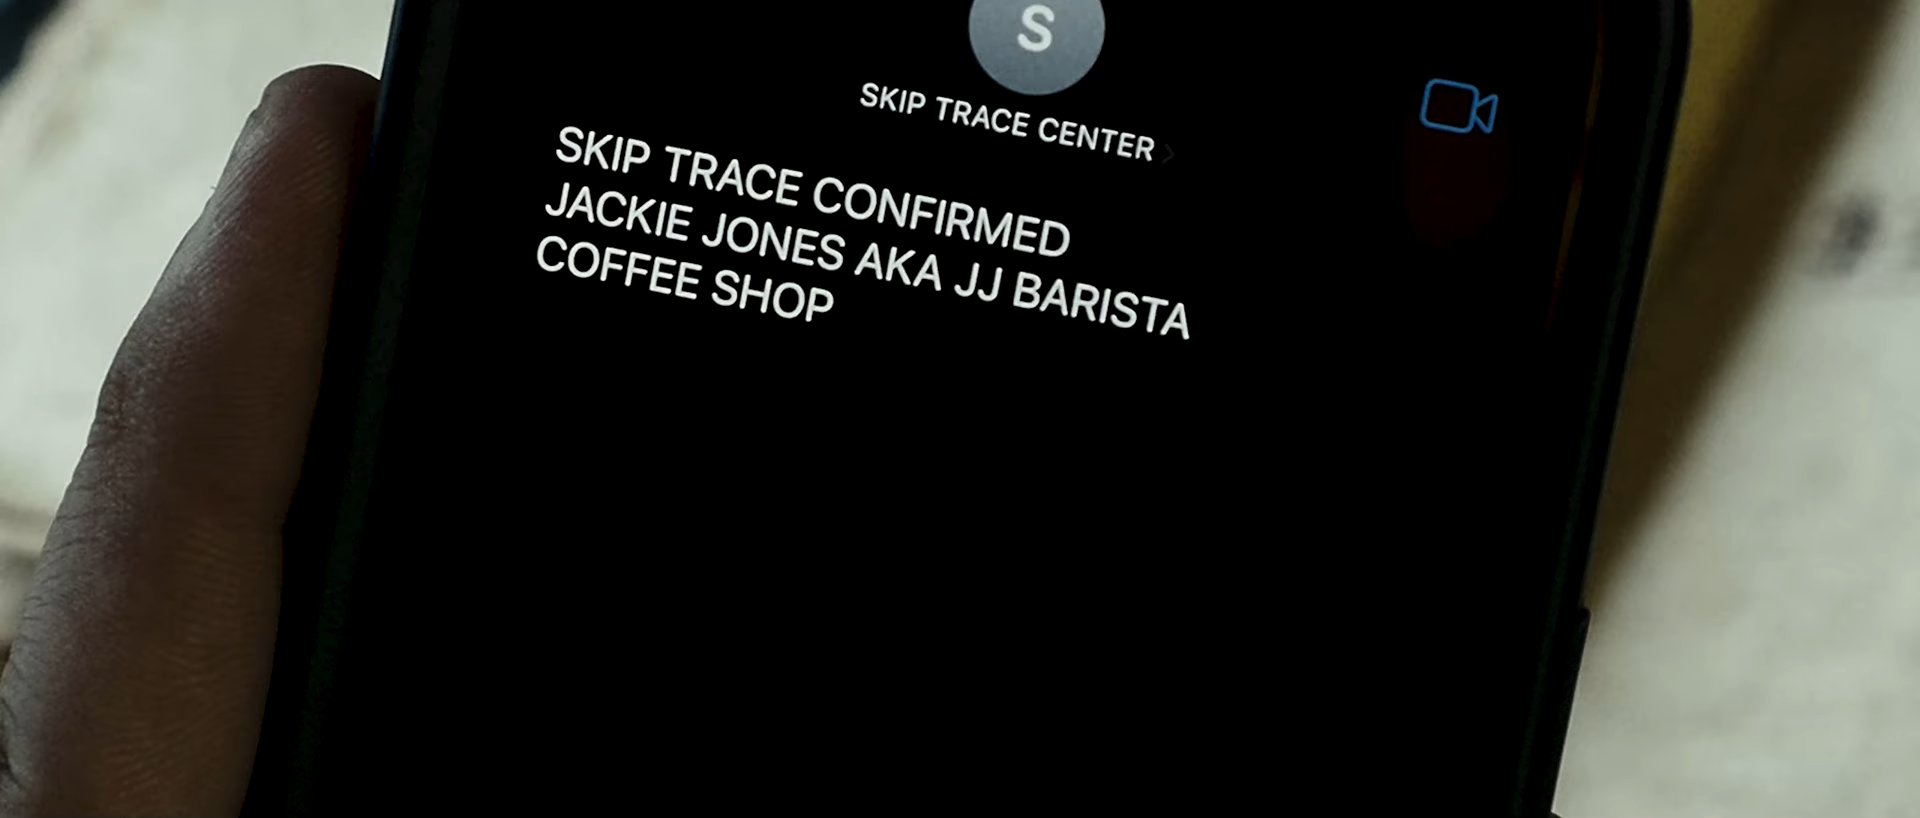 S
SKIP TRACE CENTER
SKIP TRACE CONFIRMED
JACKIE JONES AKA JJ BARISTA
COFFEE SHOP